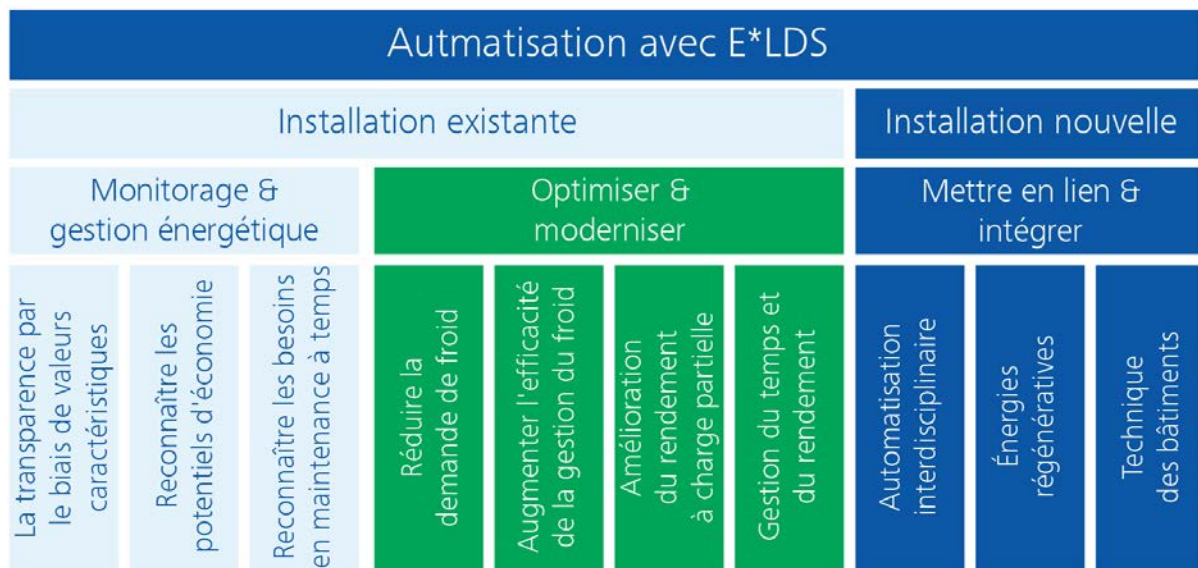 Autmatisation avec E*LDS
Installation existante
Installation nouvelle
Monitorage &
gestion énergétique
Optimiser &
moderniser
Mettre en lien &
intégrer
La transparence par
le biais de valeurs
caractéristiques
Reconnaître les
potentiels d'économie
Reconnaître les besoins
en maintenance à temps
Réduire la
demande de froid
Augmenter l'efficacité
de la gestion du froid
Amélioration
du rendement
à charge partielle
Gestion du temps et
du rendement
Automatisation
interdisciplinaire
Énergies
régénératives
Technique
des bâtiments